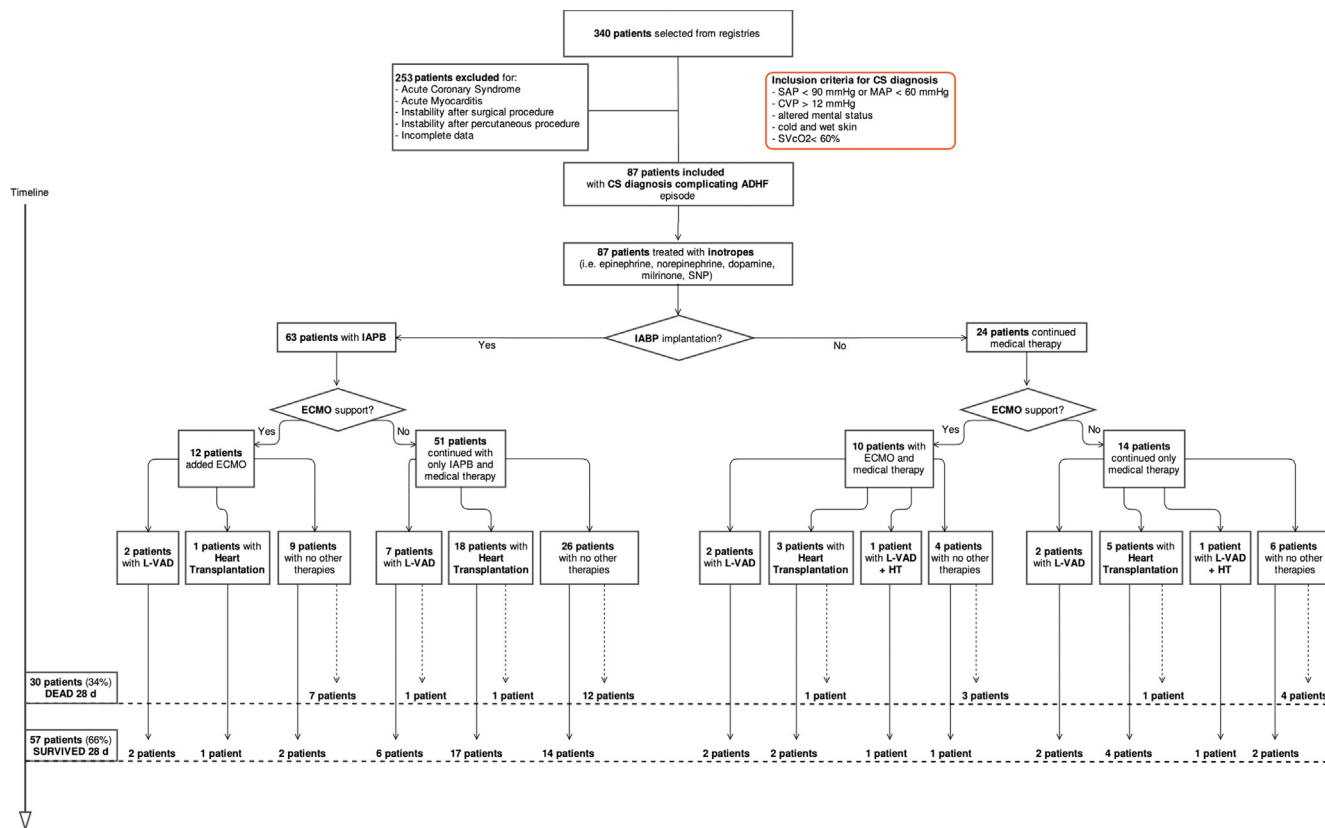 340 patients selected from registries
253 patients excluded for:
- Acute Coronary Syndrome
- Acute Myocarditis
- Instability after surgical procedure
- Instability after percutaneous procedure
- Incomplete data
Inclusion criteria for CS diagnosis
- SAP < 90 mmHg or MAP < 60 mmHg
- CVP > 12 mmHg
- altered mental status
- cold and wet skin
- SVcO2< 60%
87 patients included
with CS diagnosis complicating ADHF
episode
Timeline
87 patients treated with inotropes
(i.e. epinephrine, norepinephrine, dopamine,
milrinone, SNP)
63 patients with IAPB
Yes
IABP implantation?
No
24 patients continued
medical therapy
ECMO support?
Yes
No
12 patients
added ECMO
51 patients
continued with
only IAPB and
medical therapy
ECMO support?
Yes
No
10 patients with
ECMO and
medical therapy
14 patients
continued only
medical therapy
2 patients
with L-VAD
1 patients with
Heart
Transplantation
9 patients
with no other
therapies
7 patients
with L-VAD
18 patients with
Heart
Transplantation
26 patients
with no other
therapies
2 patients
with L-VAD
3 patients with
Heart
Transplantation
1 patient
with L-VAD
+ HT
4 patients
with no other
therapies
2 patients
with L-VAD
5 patients with
Heart
Transplantation
1 patient
with L-VAD
+ HT
6 patients
with no other
therapies
30 patients (34%)
DEAD 28 d
7 patients
1 patient
1 patient
12 patients
1 patient
3 patients
1 patient
4 patients
57 patients (66%)
SURVIVED 28 d
2 patients
1 patient
2 patients
6 patients
17 patients
14 patients
2 patients
2 patients
1 patient
1 patient
2 patients
4 patients
1 patient
2 patients